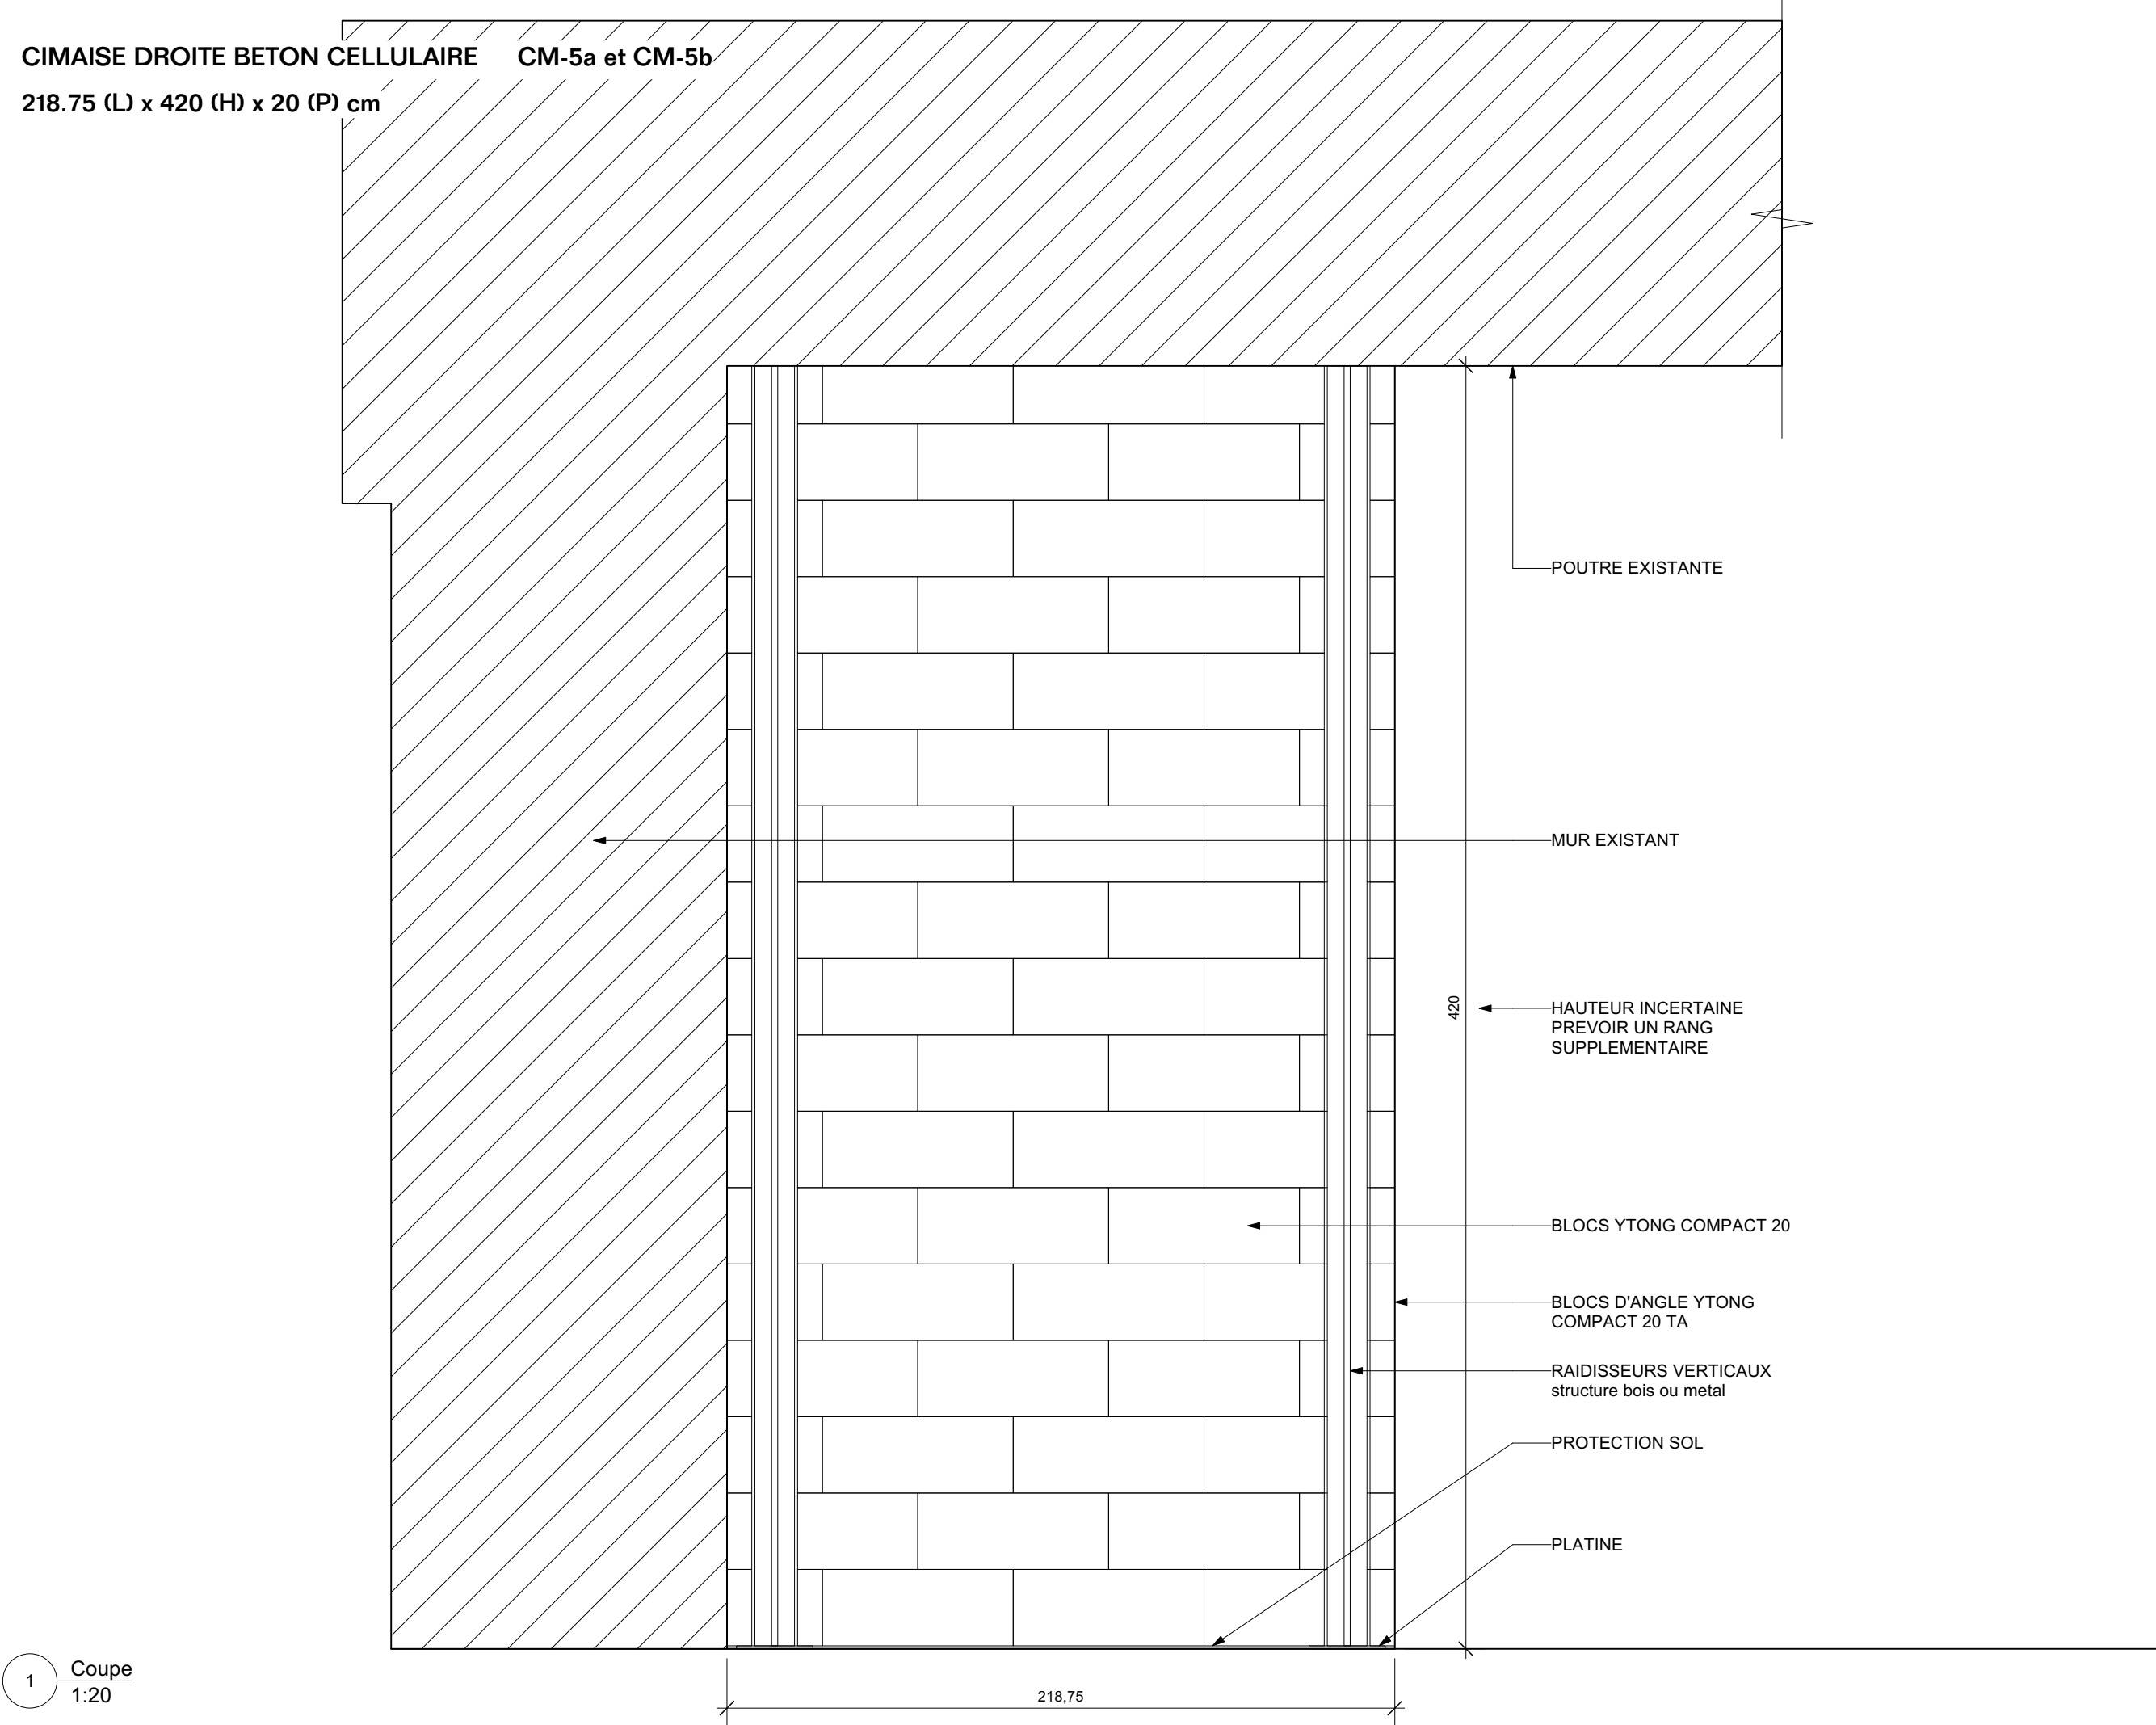 CIMAISE DROITE BETON CELLULAIRE CM-5a et CM-5b
218.75 (L) x 420 (H) x 20 (P) cm
POUTRE EXISTANTE
MUR EXISTANT
420
HAUTEUR INCERTAINE
PREVOIR UN RANG
SUPPLEMENTAIRE
BLOCS YTONG COMPACT 20
BLOCS D'ANGLE YTONG
COMPACT 20 TA
RAIDISSEURS VERTICAUX
structure bois ou metal
PROTECTION SOL
PLATINE
1 Coupe
1:20
218,75